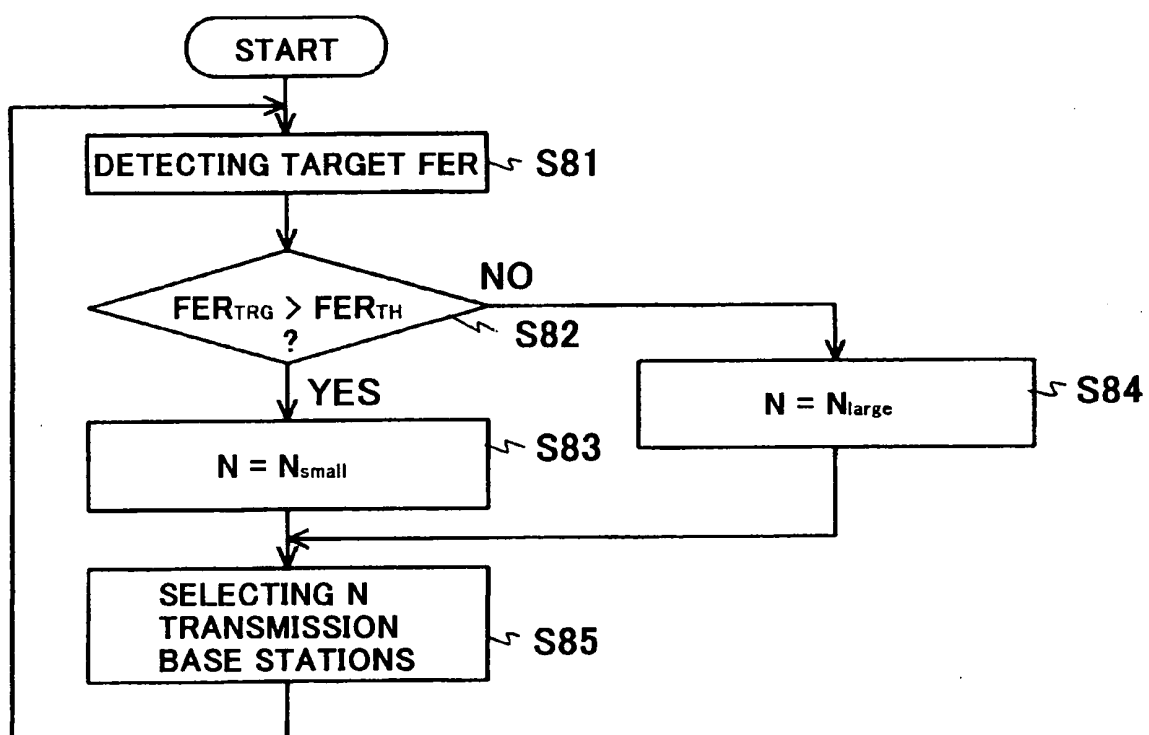 START
DETECTING TARGET FER
S81
FERTRG > FERTH
?
NO
S82
YES
N = Nsmall
S83
N = Nlarge
S84
SELECTING N
TRANSMISSION
BASE STATIONS
S85